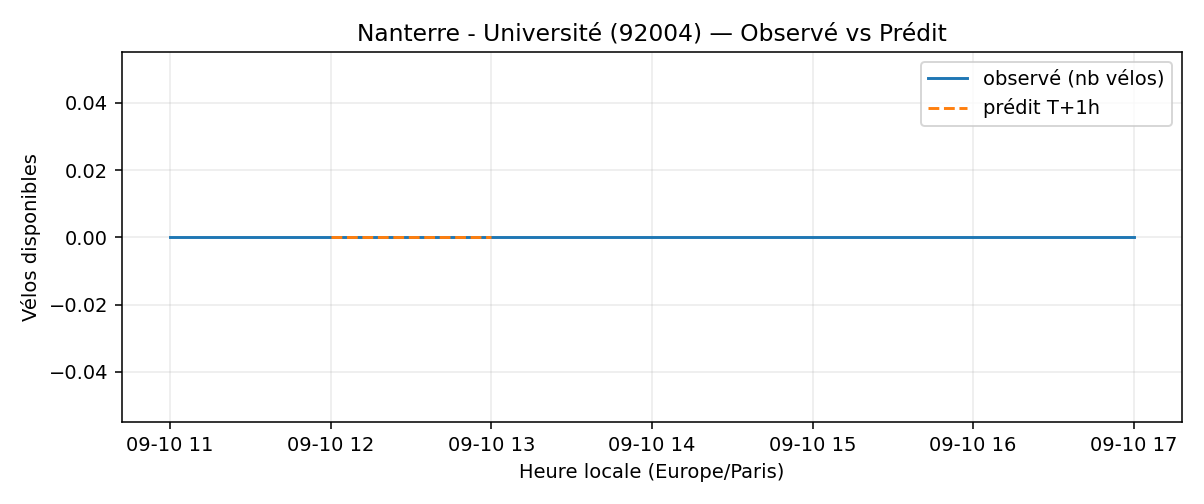 Nanterre - Université (92004) — Observé vs Prédit
observé (nb vélos)
prédit T+1h
Vélos disponibles
0.04
0.02
0.00
−0.02
−0.04
09-10 11
09-10 12
09-10 13
09-10 14
09-10 15
09-10 16
09-10 17
Heure locale (Europe/Paris)